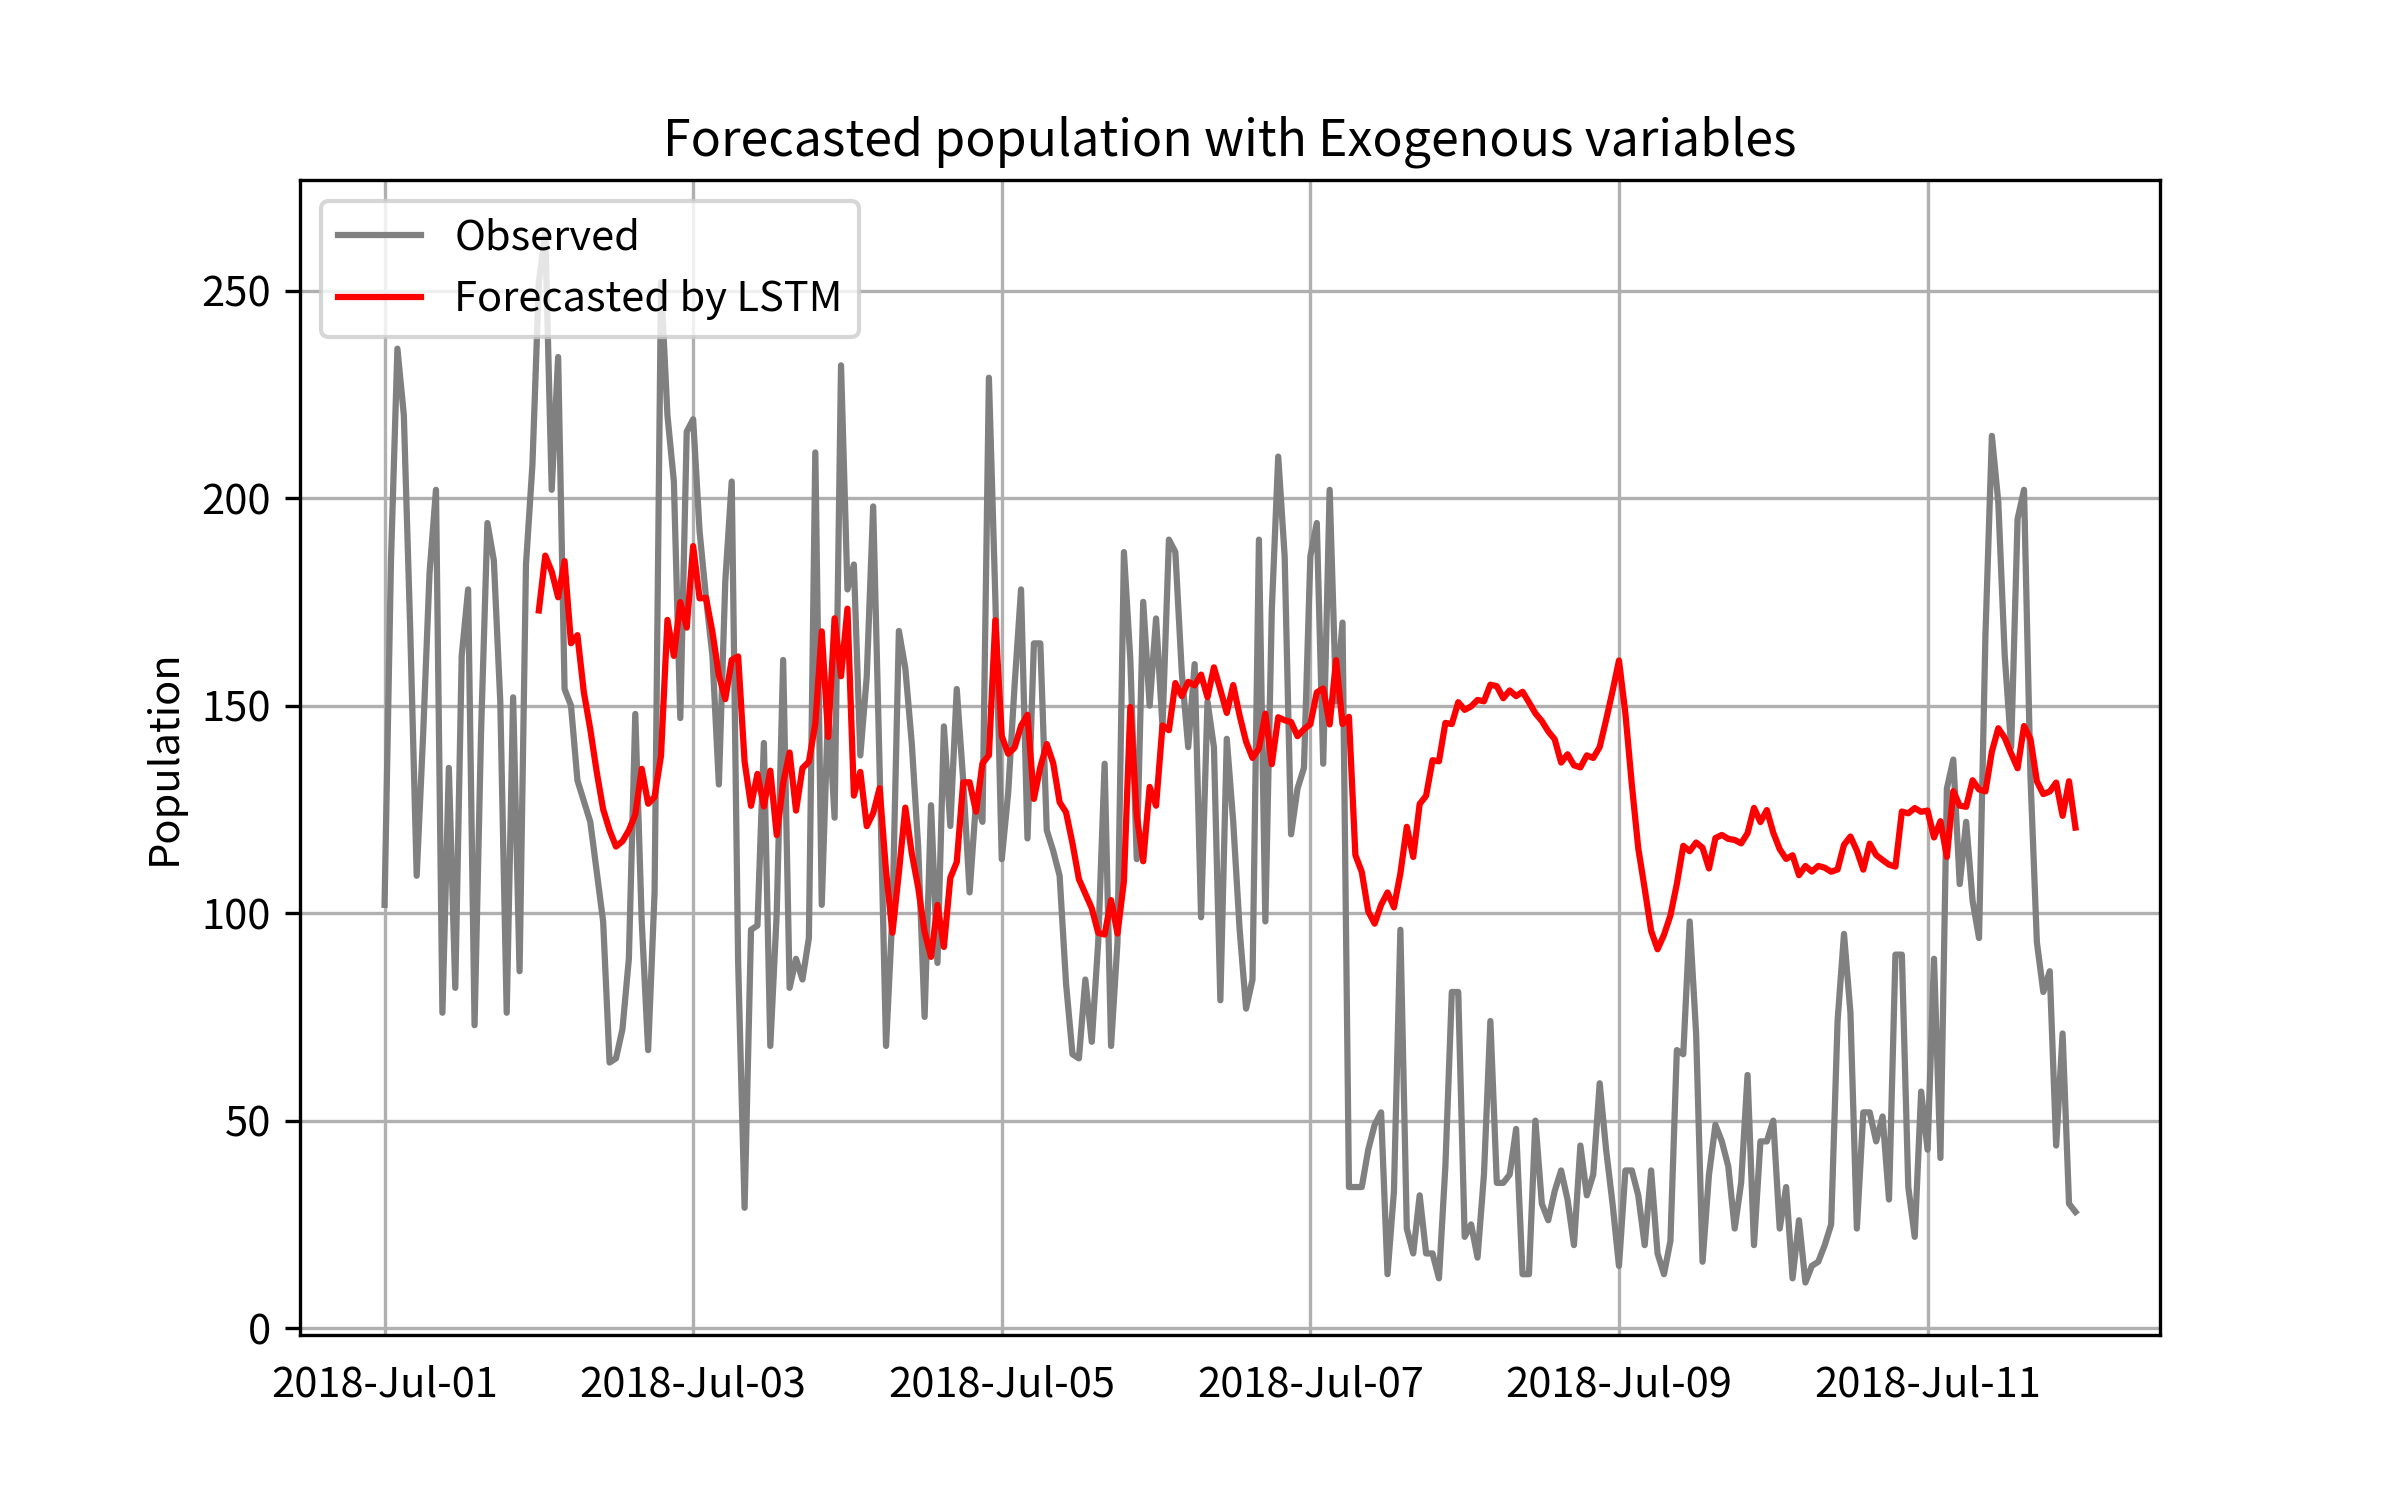 Forecasted population with Exogenous variables
Observed
Forecasted by LSTM
250
200
150
100
50
0
Population
2018-Jul-01 2018-Jul-03 2018-Jul-05 2018-Jul-07 2018-Jul-09 2018-Jul-11